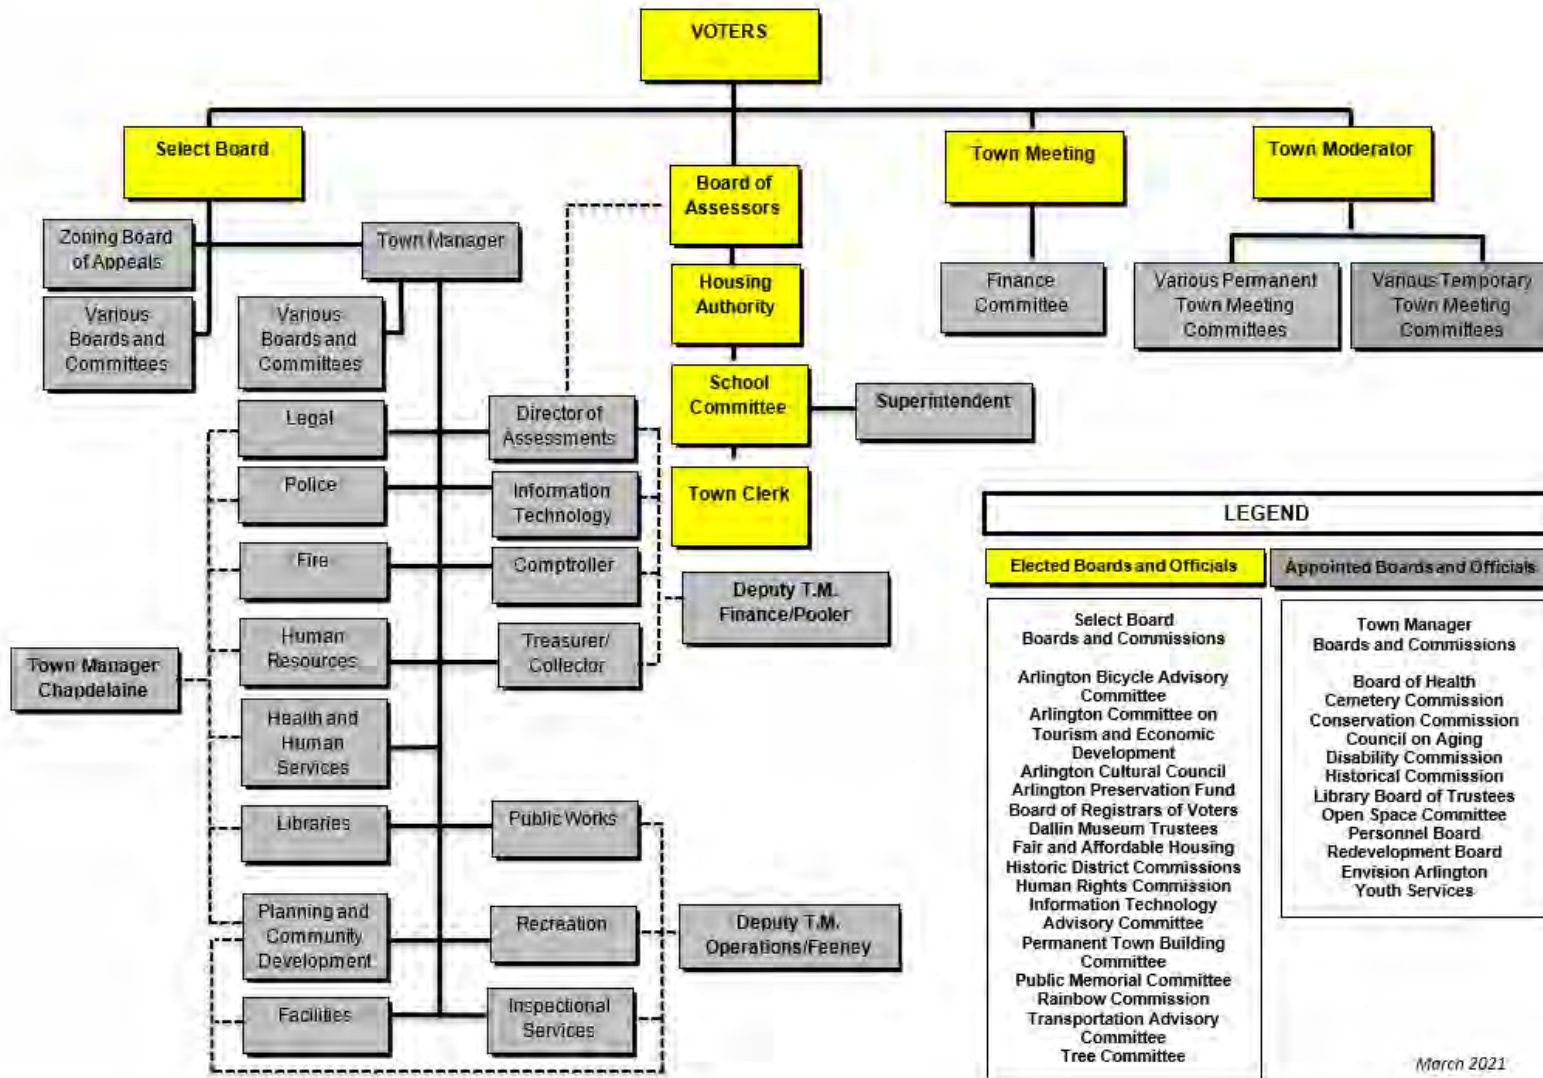 VOTERS
Select Board
Board of
Assessors
Town Meeting
Town Moderator
Zoning Board
of Appeals
Town Manager
Various
Boards and
Committees
Various
Boards and
Committees
Housing
Authority
Finance
Committee
Various Permanent
Town Meeting
Committees
Various Temporary
Town Meeting
Committees
School
Committee
Superintendent
Town Clerk
Legal
Director of
Assessments
Police
Information
Technology
Fire
Comptroller
Deputy T.M.
Finance/Pooler
Human
Resources
Treasurer/
Collector
Town Manager
Chapdelaine
Health and
Human
Services
Libraries
Public Works
Planning and
Community
Development
Recreation
Deputy T.M.
Operations/Feeney
Facilities
Inspectional
Services
LEGEND
Elected Boards and Officials
Appointed Boards and Officials
Select Board
Boards and Commissions
Arlington Bicycle Advisory
Committee
Arlington Committee on
Tourism and Economic
Development
Arlington Cultural Council
Arlington Preservation Fund
Board of Registrars of Voters
Dallin Museum Trustees
Fair and Affordable Housing
Historic District Commissions
Human Rights Commission
Information Technology
Advisory Committee
Permanent Town Building
Committee
Public Memorial Committee
Rainbow Commission
Transportation Advisory
Committee
Tree Committee
Town Manager
Boards and Commissions
Board of Health
Cemetery Commission
Conservation Commission
Council on Aging
Disability Commission
Historical Commission
Library Board of Trustees
Open Space Committee
Personnel Board
Redevelopment Board
Envision Arlington
Youth Services
March 2021